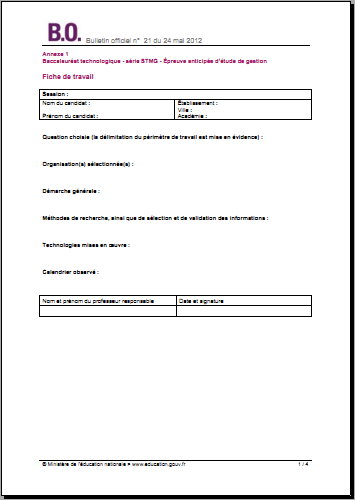 B.O.
Bulletin officiel n° 21 du 24 mai 2012
Annexe 1
Baccalauréat technologique - série STMG - Épreuve anticipée d'étude de gestion
Fiche de travail
Session :
Nom du candidat :
Prénom du candidat :
Établissement :
Ville :
Académie :
Question choisie (la délimitation du périmètre de travail est mise en évidence) :
Organisation(s) sélectionnée(s) :
Démarche générale :
Méthodes de recherche, ainsi que de sélection et de validation des informations :
Technologies mises en œuvre :
Calendrier observé :
Nom et prénom du professeur responsable
Date et signature
© Ministère de l'éducation nationale > www.education.gouv.fr
1 / 4